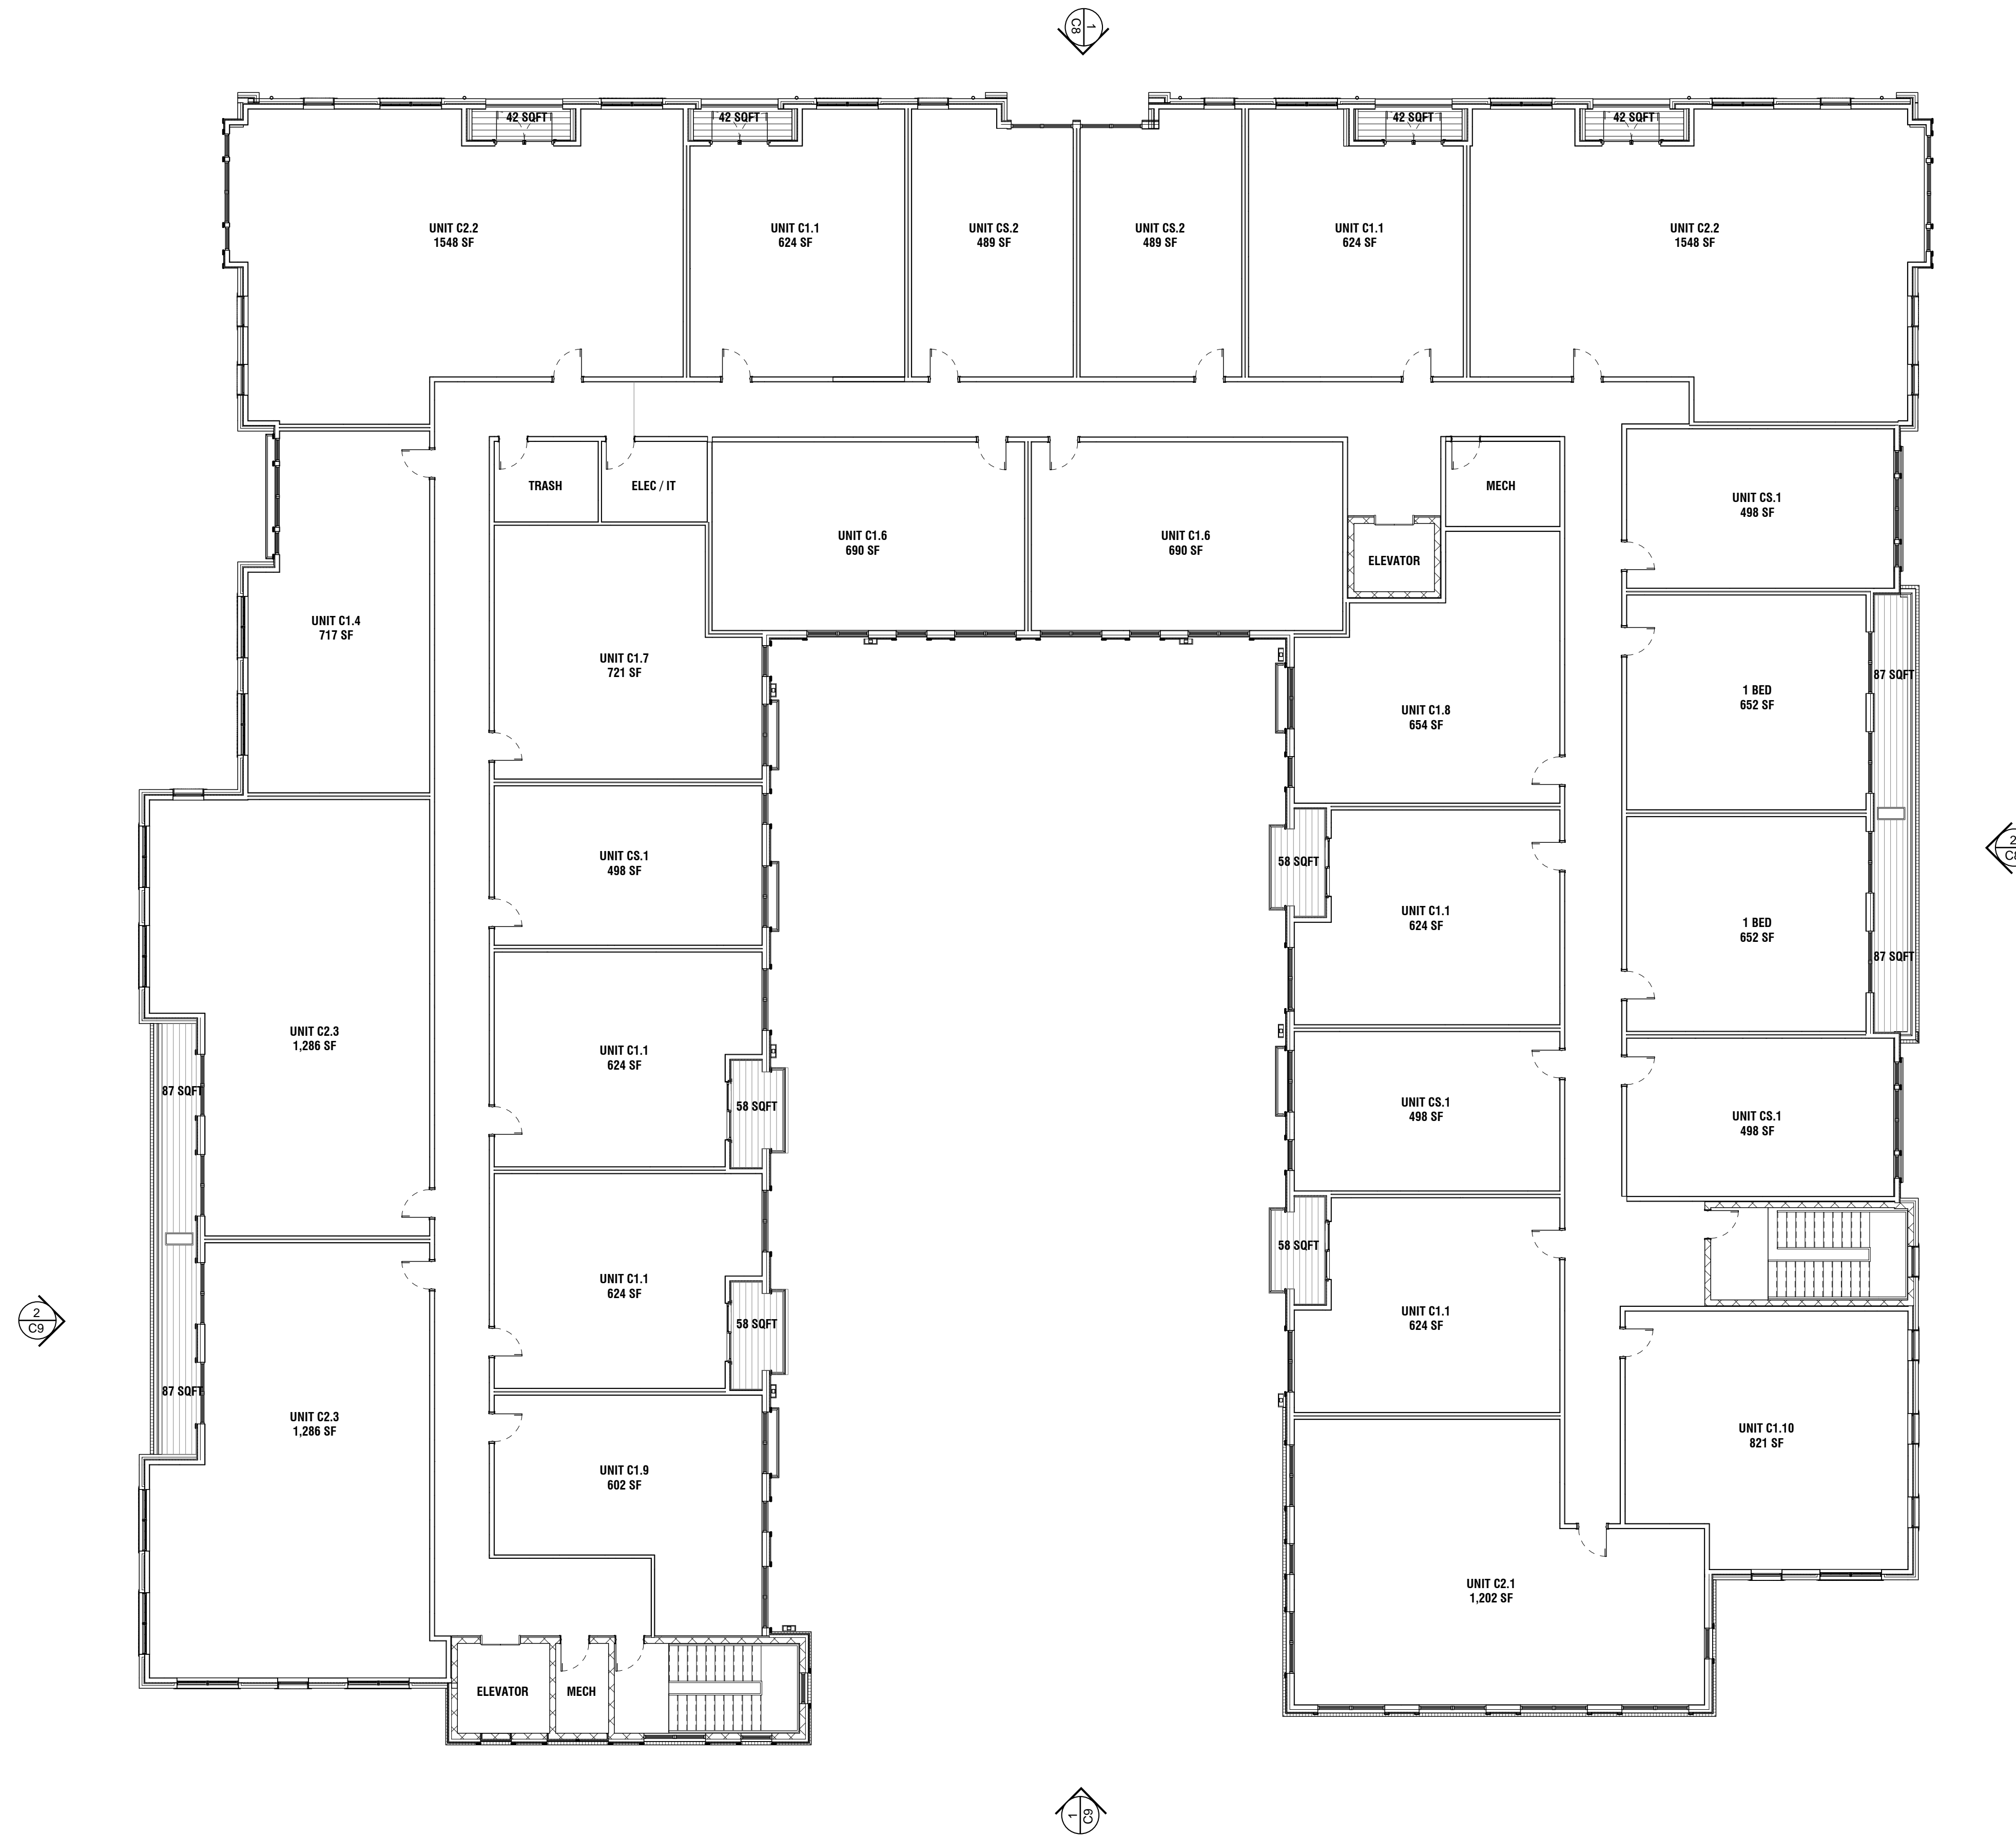 1
C8
42 SQFT
42 SQFT
42 SQFT
42 SQFT
UNIT C2.2
1548 SF
UNIT C1.1
624 SF
UNIT CS.2
489 SF
UNIT CS.2
489 SF
UNIT C1.1
624 SF
UNIT C2.2
1548 SF
TRASH
ELEC / IT
MECH
UNIT CS.1
498 SF
UNIT C1.6
690 SF
UNIT C1.6
690 SF
ELEVATOR
UNIT C1.4
717 SF
UNIT C1.7
721 SF
UNIT C1.8
654 SF
1 BED
652 SF
87 SQFT
UNIT CS.1
498 SF
58 SQFT
UNIT C1.1
624 SF
1 BED
652 SF
87 SQFT
2
UNIT C2.3
1,286 SF
87 SQFT
UNIT C1.1
624 SF
58 SQFT
UNIT CS.1
498 SF
UNIT CS.1
498 SF
58 SQFT
UNIT C1.1
624 SF
58 SQFT
UNIT C1.1
624 SF
2
C9
87 SQFT
UNIT C2.3
1,286 SF
UNIT C1.9
602 SF
UNIT C1.10
821 SF
UNIT C2.1
1,202 SF
ELEVATOR
MECH
1
C9